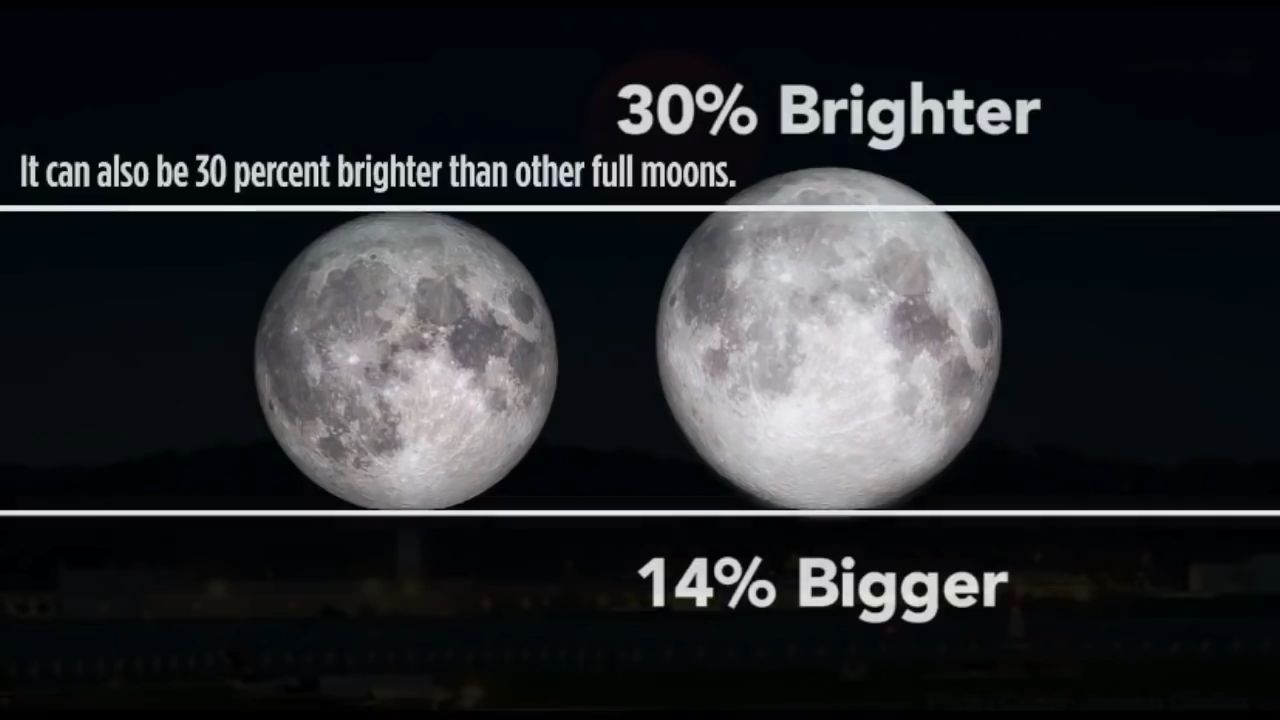 30% Brighter
It can also be 30 percent brighter than other full moons.
14% Bigger